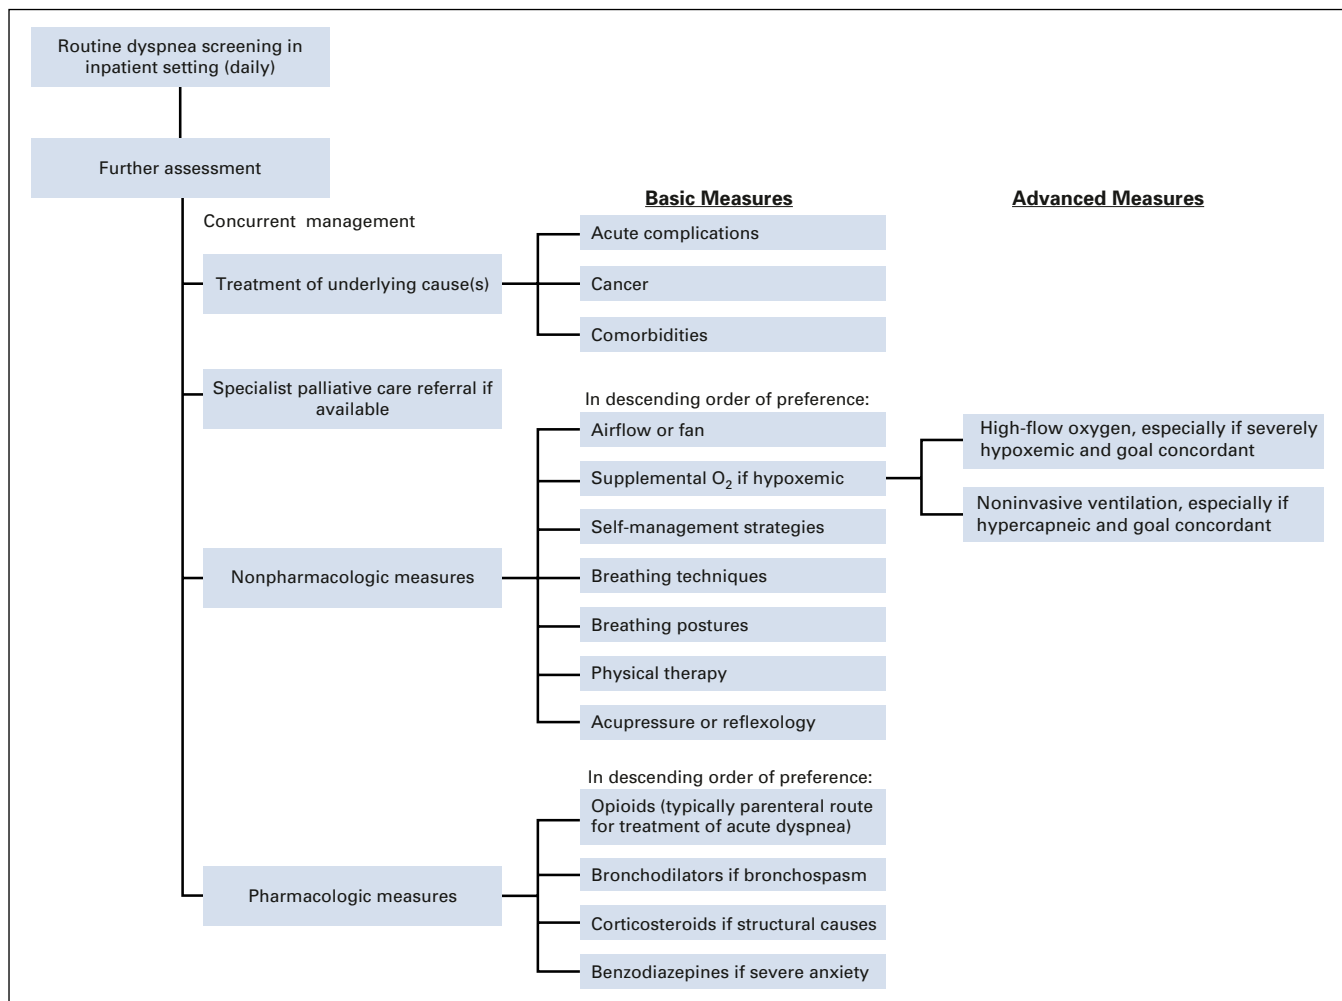 Routine dyspnea screening in
inpatient setting (daily)
Further assessment
Basic Measures
Advanced Measures
Concurrent management
Treatment of underlying cause(s)
Acute complications
Cancer
Comorbidities
Specialist palliative care referral if
available
Nonpharmacologic measures
In descending order of preference:
Airflow or fan
Supplemental O₂ if hypoxemic
Self-management strategies
Breathing techniques
Breathing postures
Physical therapy
Acupressure or reflexology
High-flow oxygen, especially if severely
hypoxemic and goal concordant
Noninvasive ventilation, especially if
hypercapneic and goal concordant
Pharmacologic measures
In descending order of preference:
Opioids (typically parenteral route
for treatment of acute dyspnea)
Bronchodilators if bronchospasm
Corticosteroids if structural causes
Benzodiazepines if severe anxiety